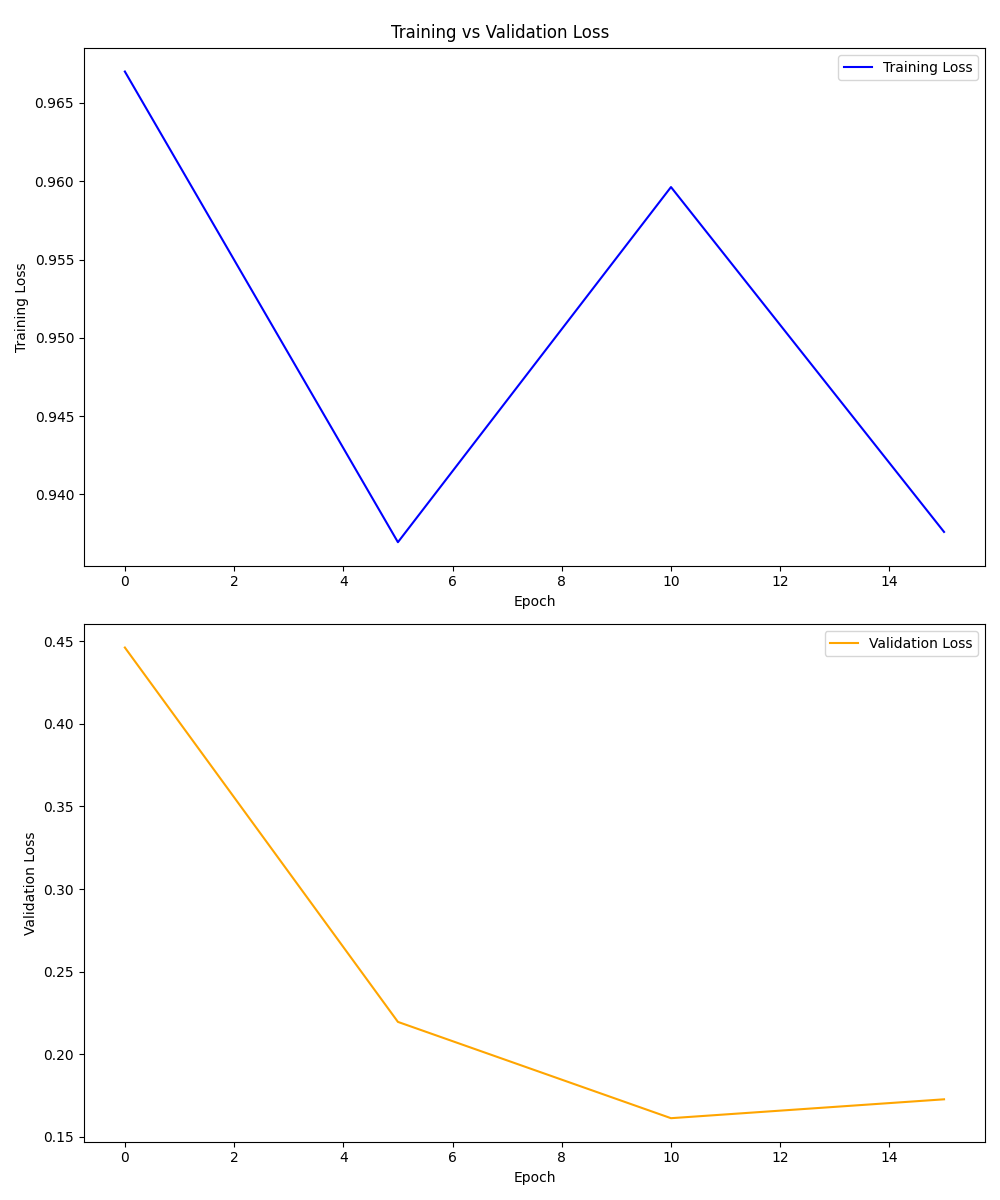 Training vs Validation Loss
Training Loss
0.965
0.960
0.955
0.950
0.945
0.940
Training Loss
0 2 4 6 8 10 12 14
Epoch
Validation Loss
0.45
0.40
0.35
0.30
0.25
0.20
0.15
Validation Loss
0 2 4 6 8 10 12 14
Epoch